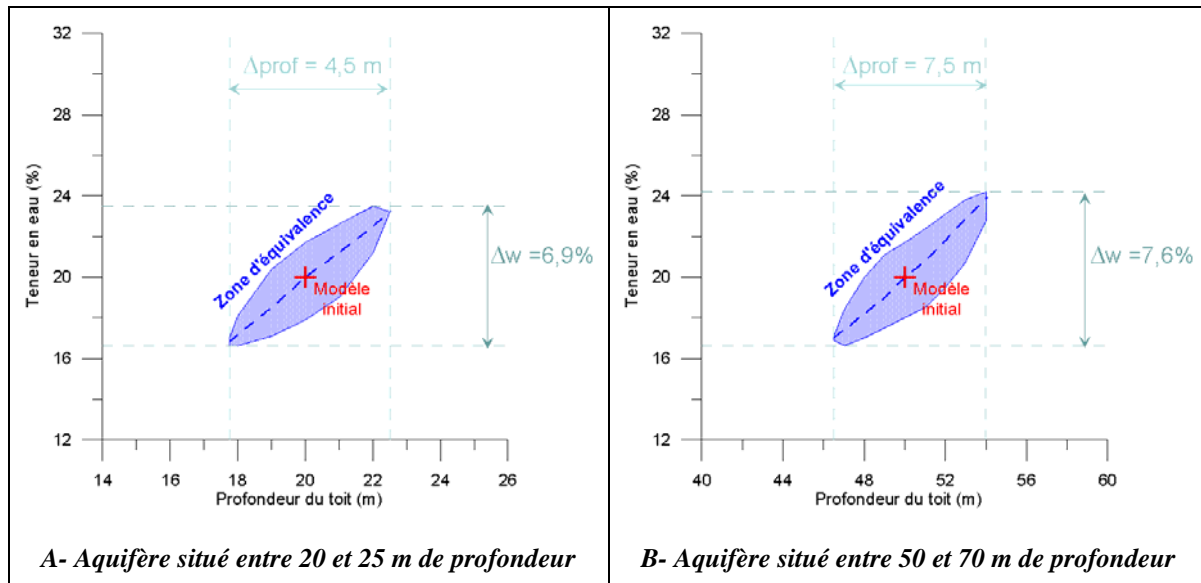 32
28
24
20
16
12
Teneur en eau (%)
Δprof = 4,5 m
Zone d'équivalence
Modèle
initial
Δw =6,9%
14
16
18
20
22
24
26
Profondeur du toit (m)
A- Aquifère situé entre 20 et 25 m de profondeur
32
28
24
20
16
12
Teneur en eau (%)
Δprof = 7,5 m
Zone d'équivalence
Modèle
initial
Δw =7,6%
40
44
48
52
56
60
Profondeur du toit (m)
B- Aquifère situé entre 50 et 70 m de profondeur